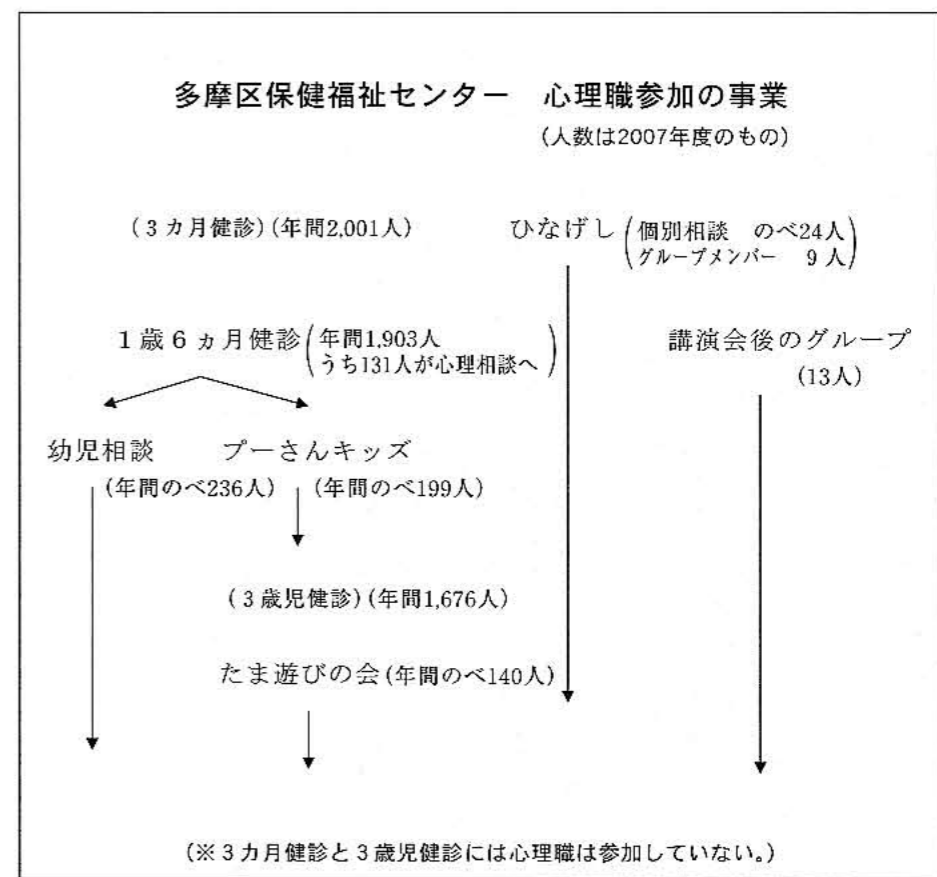 多摩区保健福祉センター　心理職参加の事業
(人数は2007年度のもの)
(３カ月健診)(年間2,001人)
ひなげし(個別相談　のべ24人
グループメンバー　9人)
１歳６ヵ月健診(年間1,903人
うち131人が心理相談へ)
講演会後のグループ
(13人)
幼児相談
(年間のべ236人)
プーさんキッズ
(年間のべ199人)
(３歳児健診)(年間1,676人)
たま遊びの会(年間のべ140人)
(※３カ月健診と３歳児健診には心理職は参加していない。)